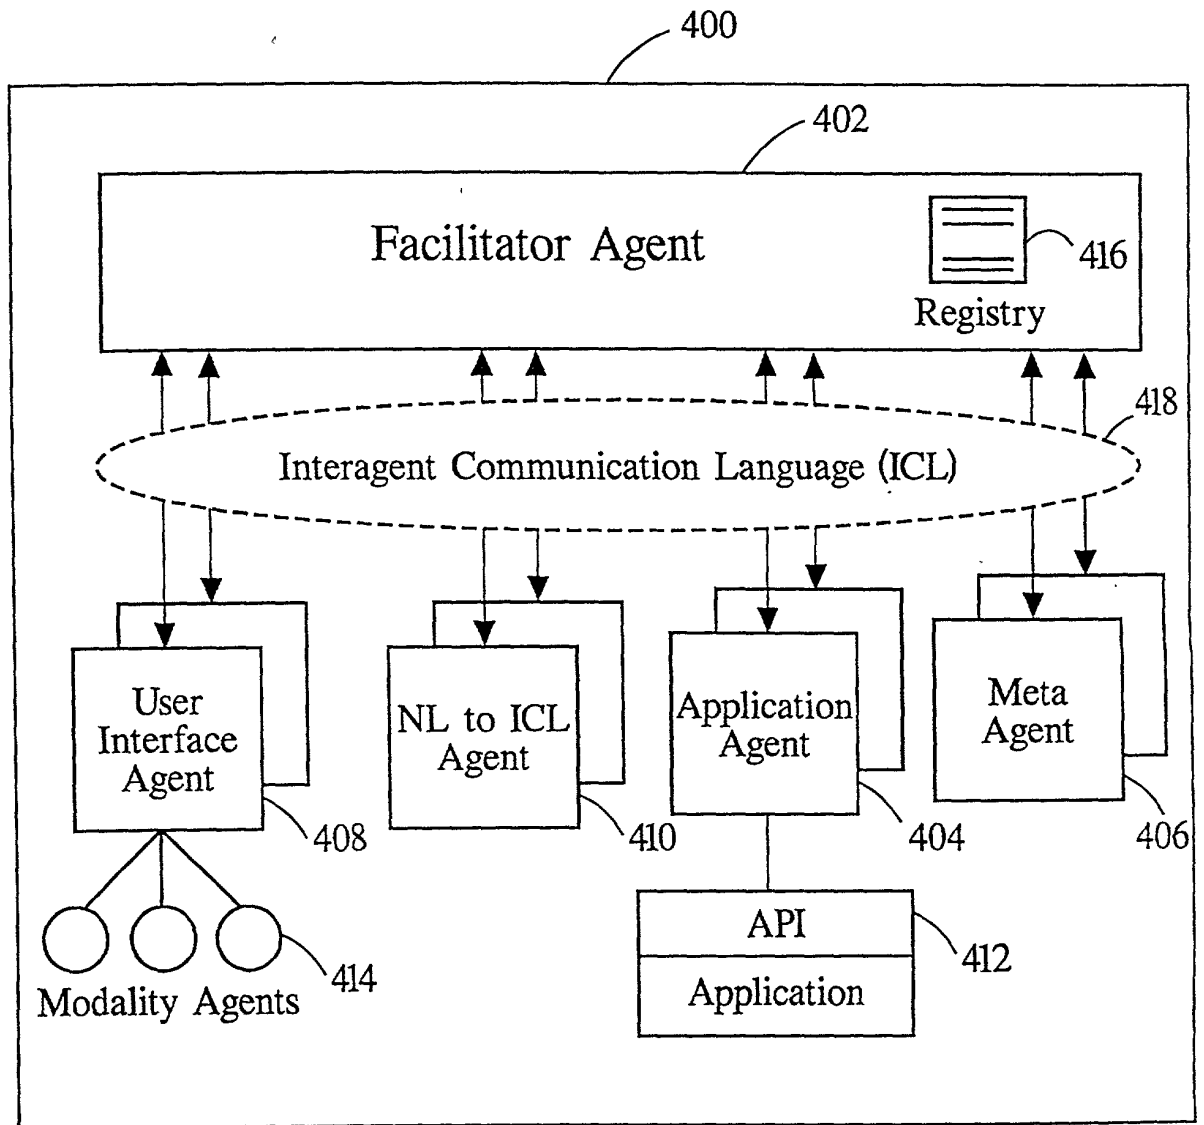 400
402
Facilitator Agent
416
Registry
418
Interagent Communication Language (ICL)
User
Interface
Agent
408
NL to ICL
Agent
410
Application
Agent
404
Meta
Agent
406
414
Modality Agents
API
412
Application